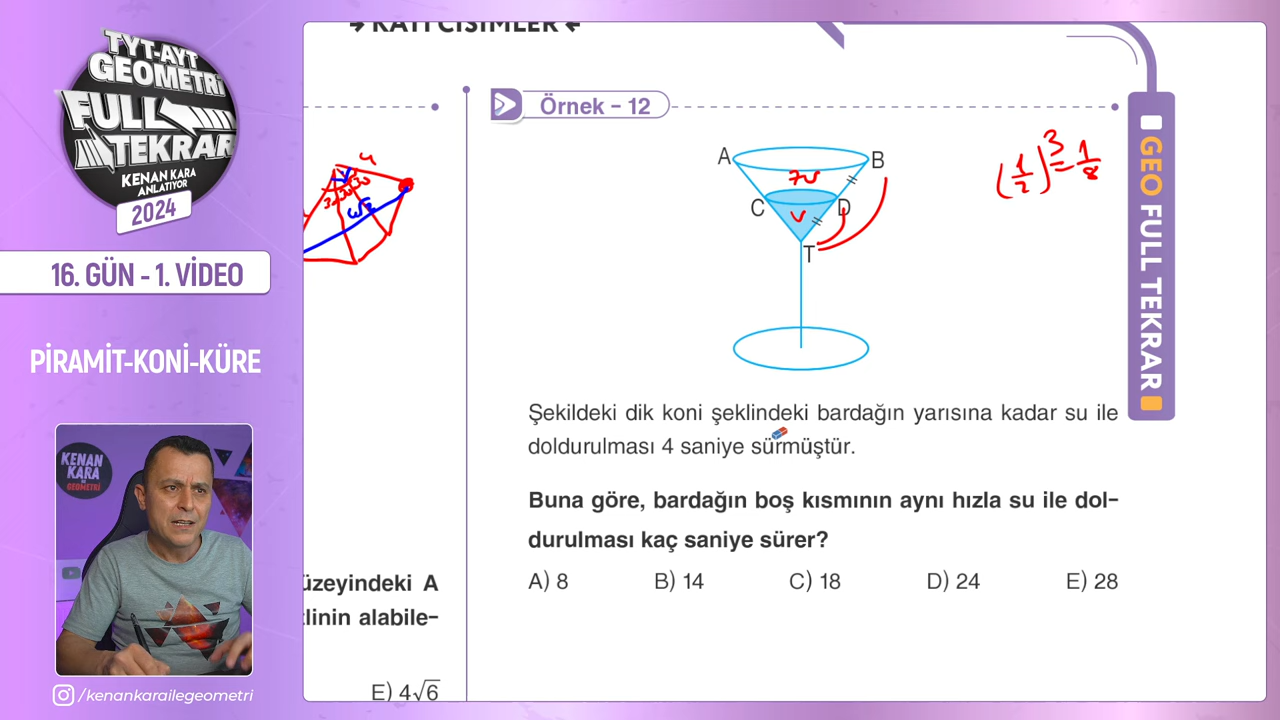 TYT-AYT
GEOMETRİ
FULL
TEKRAR
KENAN KARA
ANLATIYOR
2024
16. GÜN - 1. VİDEO
PİRAMİT-KONİ-KÜRE
KENAN
KARA
GEOMETRİ
/kenankarailegeometri
KATI CİSİMLER
4
üzeyindeki A
linin alabile-
E) 4√6
Örnek - 12
A
B
7V
C
V
D
T
(1/2)³ = 1/8
Şekildeki dik koni şeklindeki bardağın yarısına kadar su ile
doldurulması 4 saniye sürmüştür.
Buna göre, bardağın boş kısmının aynı hızla su ile dol-
durulması kaç saniye sürer?
A) 8 B) 14 C) 18 D) 24 E) 28
GEO FULL TEKRAR